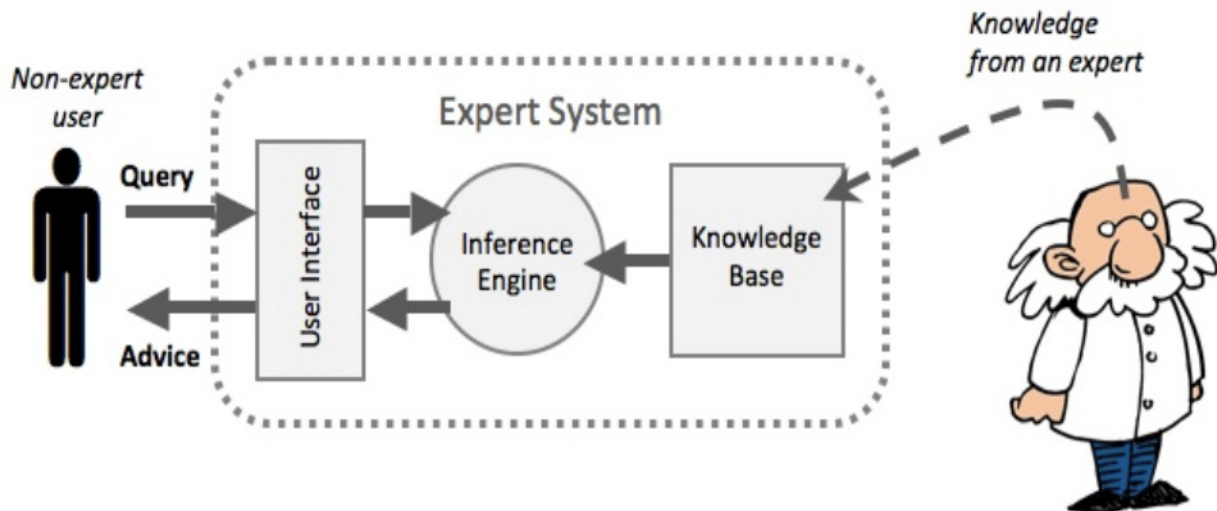 Knowledge
from an expert
Non-expert
user
Expert System
Query
User Interface
Inference
Engine
Knowledge
Base
Advice